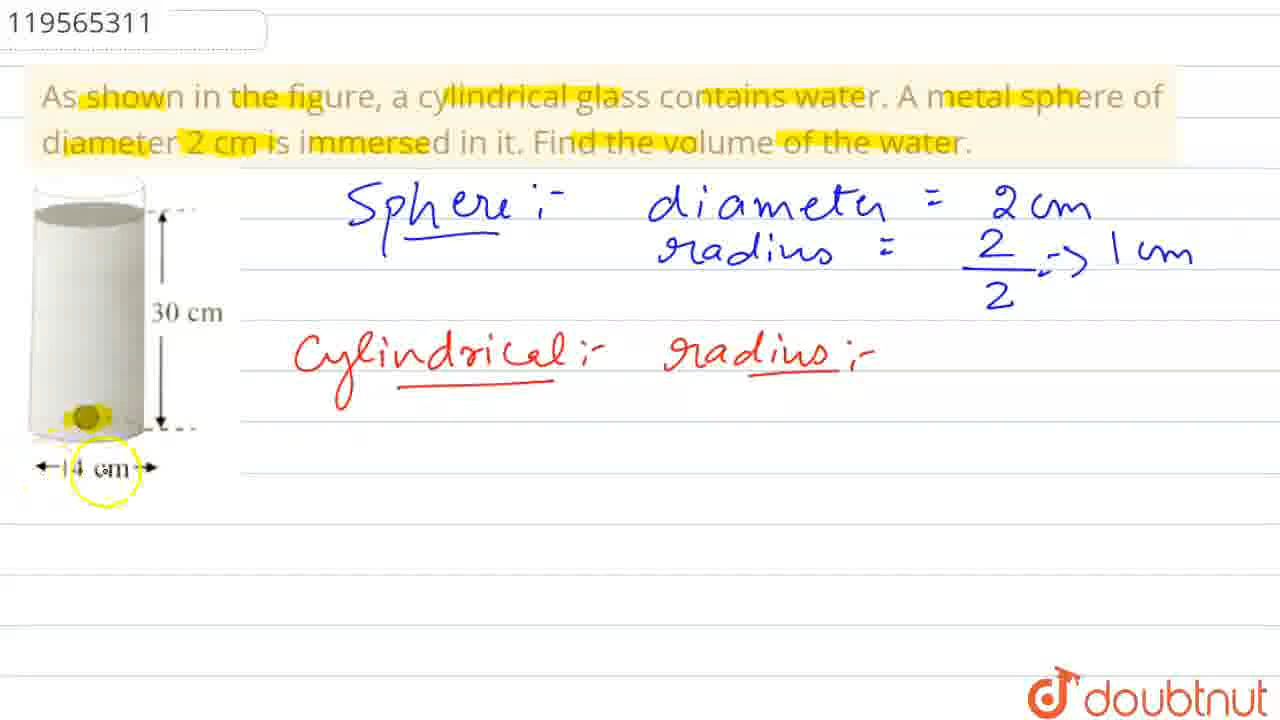 119565311
As shown in the figure, a cylindrical glass contains water. A metal sphere of
diameter 2 cm is immersed in it. Find the volume of the water.
Sphere :- diameter = 2 cm
radius = 2/2 => 1 cm
30 cm
Cylindrical :- radius :-
14 cm
doubtnut